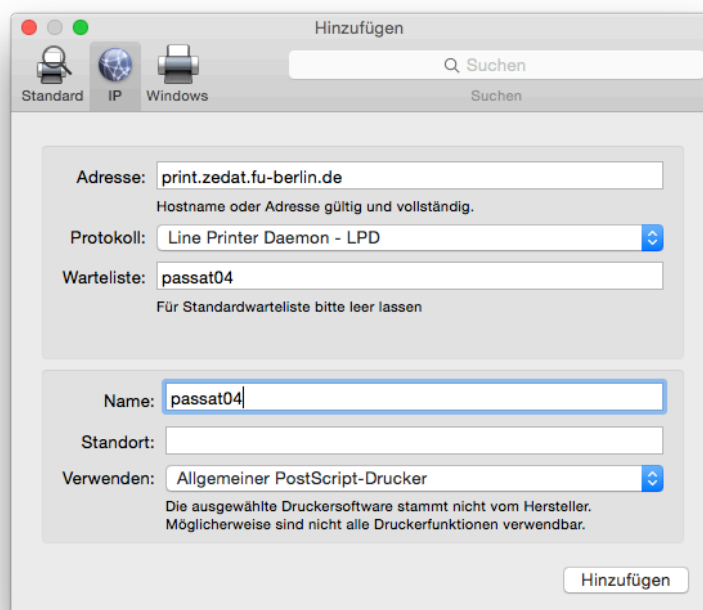 Hinzufügen
Suchen
Standard IP Windows Suchen
Adresse: print.zedat.fu-berlin.de
Hostname oder Adresse gültig und vollständig.
Protokoll: Line Printer Daemon - LPD
Warteliste: passat04
Für Standardwarteliste bitte leer lassen
Name: passat04
Standort:
Verwenden: Allgemeiner PostScript-Drucker
Die ausgewählte Druckersoftware stammt nicht vom Hersteller.
Möglicherweise sind nicht alle Druckerfunktionen verwendbar.
Hinzufügen